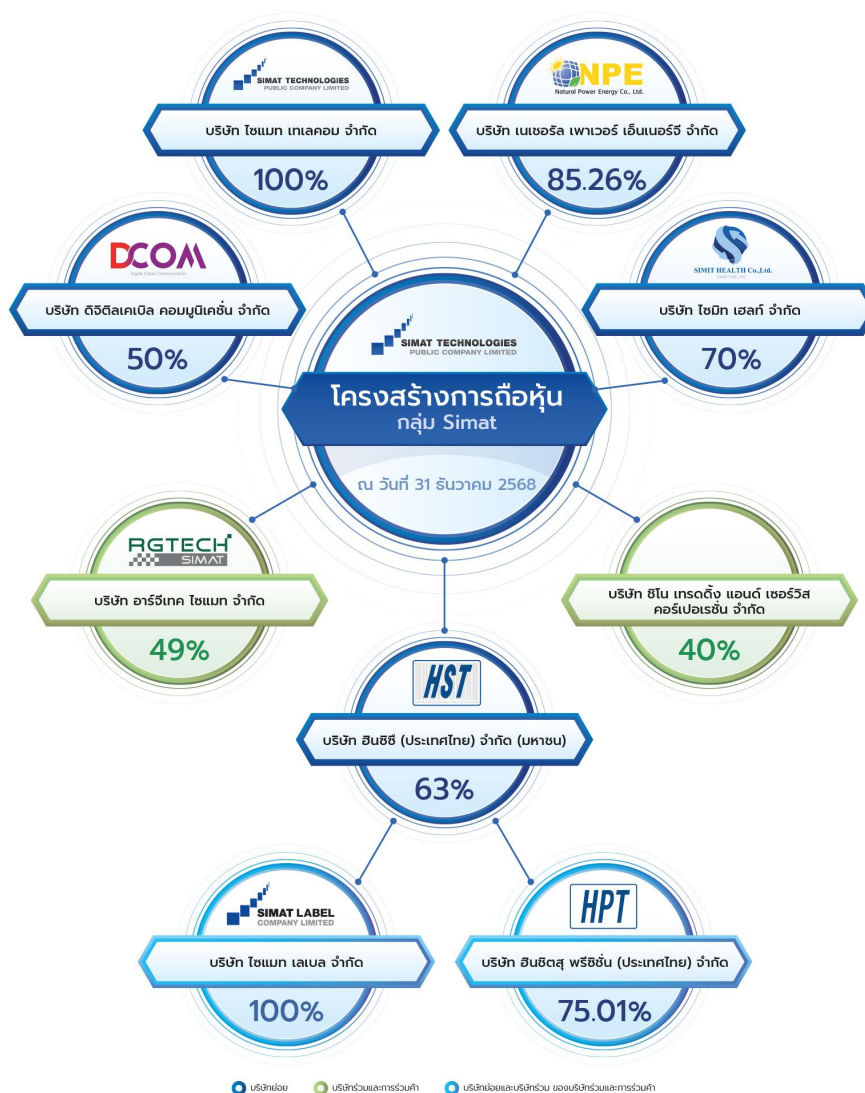 SIMAT TECHNOLOGIES
PUBLIC COMPANY LIMITED
บริษัท ไซแมท เทเลคอม จำกัด
100%
NPE
Natural Power Energy Co., Ltd.
บริษัท เนเชอรัล เพาเวอร์ เอ็นเนอร์จี จำกัด
85.26%
DCOM
Digital Cable Communication
บริษัท ดิจิตีลเคเบิล คอมมูนิเคชั่น จำกัด
50%
SIMIT HEALTH Co.,Ltd.
CARE FOR LIFE
บริษัท ไซมิท เฮลท์ จำกัด
70%
SIMAT TECHNOLOGIES
PUBLIC COMPANY LIMITED
โครงสร้างการถือหุ้น
กลุ่ม Simat
ณ วันที่ 31 ธันวาคม 2568
RGTECH
SIMAT
บริษัท อาร์จีเทค ไซแมท จำกัด
49%
บริษัท ซิโน เทรดดิ้ง แอนด์ เซอร์วิส
คอร์เปอเรชั่น จำกัด
40%
HST
บริษัท ฮินซิซึ (ประเทศไทย) จำกัด (มหาชน)
63%
SIMAT LABEL
COMPANY LIMITED
บริษัท ไซแมท เลเบล จำกัด
100%
HPT
บริษัท ฮินชิตสุ พรีซิชั่น (ประเทศไทย) จำกัด
75.01%
บริษัทย่อย
บริษัทร่วมและการร่วมค้า
บริษัทย่อยและบริษัทร่วม ของบริษัทร่วมและการร่วมค้า